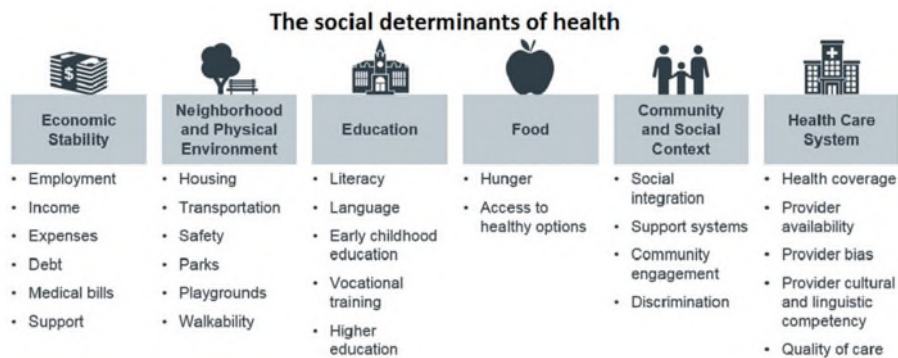 The social determinants of health
Economic
Stability
Employment
Income
Expenses
Debt
Medical bills
Support
Neighborhood
and Physical
Environment
Housing
Transportation
Safety
Parks
Playgrounds
Walkability
Education
Literacy
Language
Early childhood
education
Vocational
training
Higher
education
Food
Hunger
Access to
healthy options
Community
and Social
Context
Social
integration
Support systems
Community
engagement
Discrimination
Health Care
System
Health coverage
Provider
availability
Provider bias
Provider cultural
and linguistic
competency
Quality of care